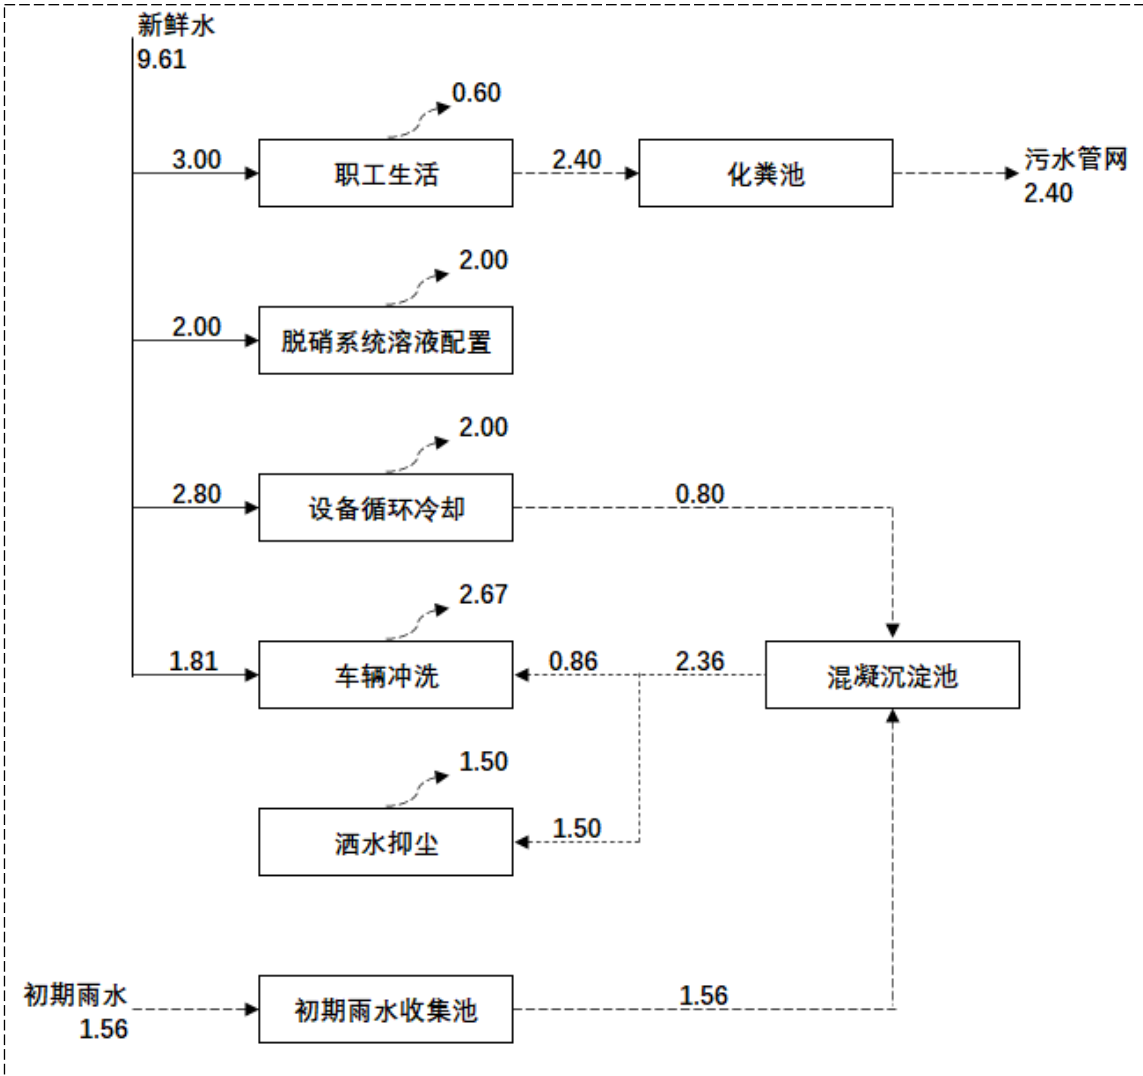 新鲜水
9.61
0.60
3.00
职工生活
2.40
化粪池
污水管网
2.40
2.00
2.00
脱硝系统溶液配置
2.00
2.80
设备循环冷却
0.80
2.67
1.81
车辆冲洗
0.86
2.36
混凝沉淀池
1.50
洒水抑尘
1.50
初期雨水
1.56
初期雨水收集池
1.56